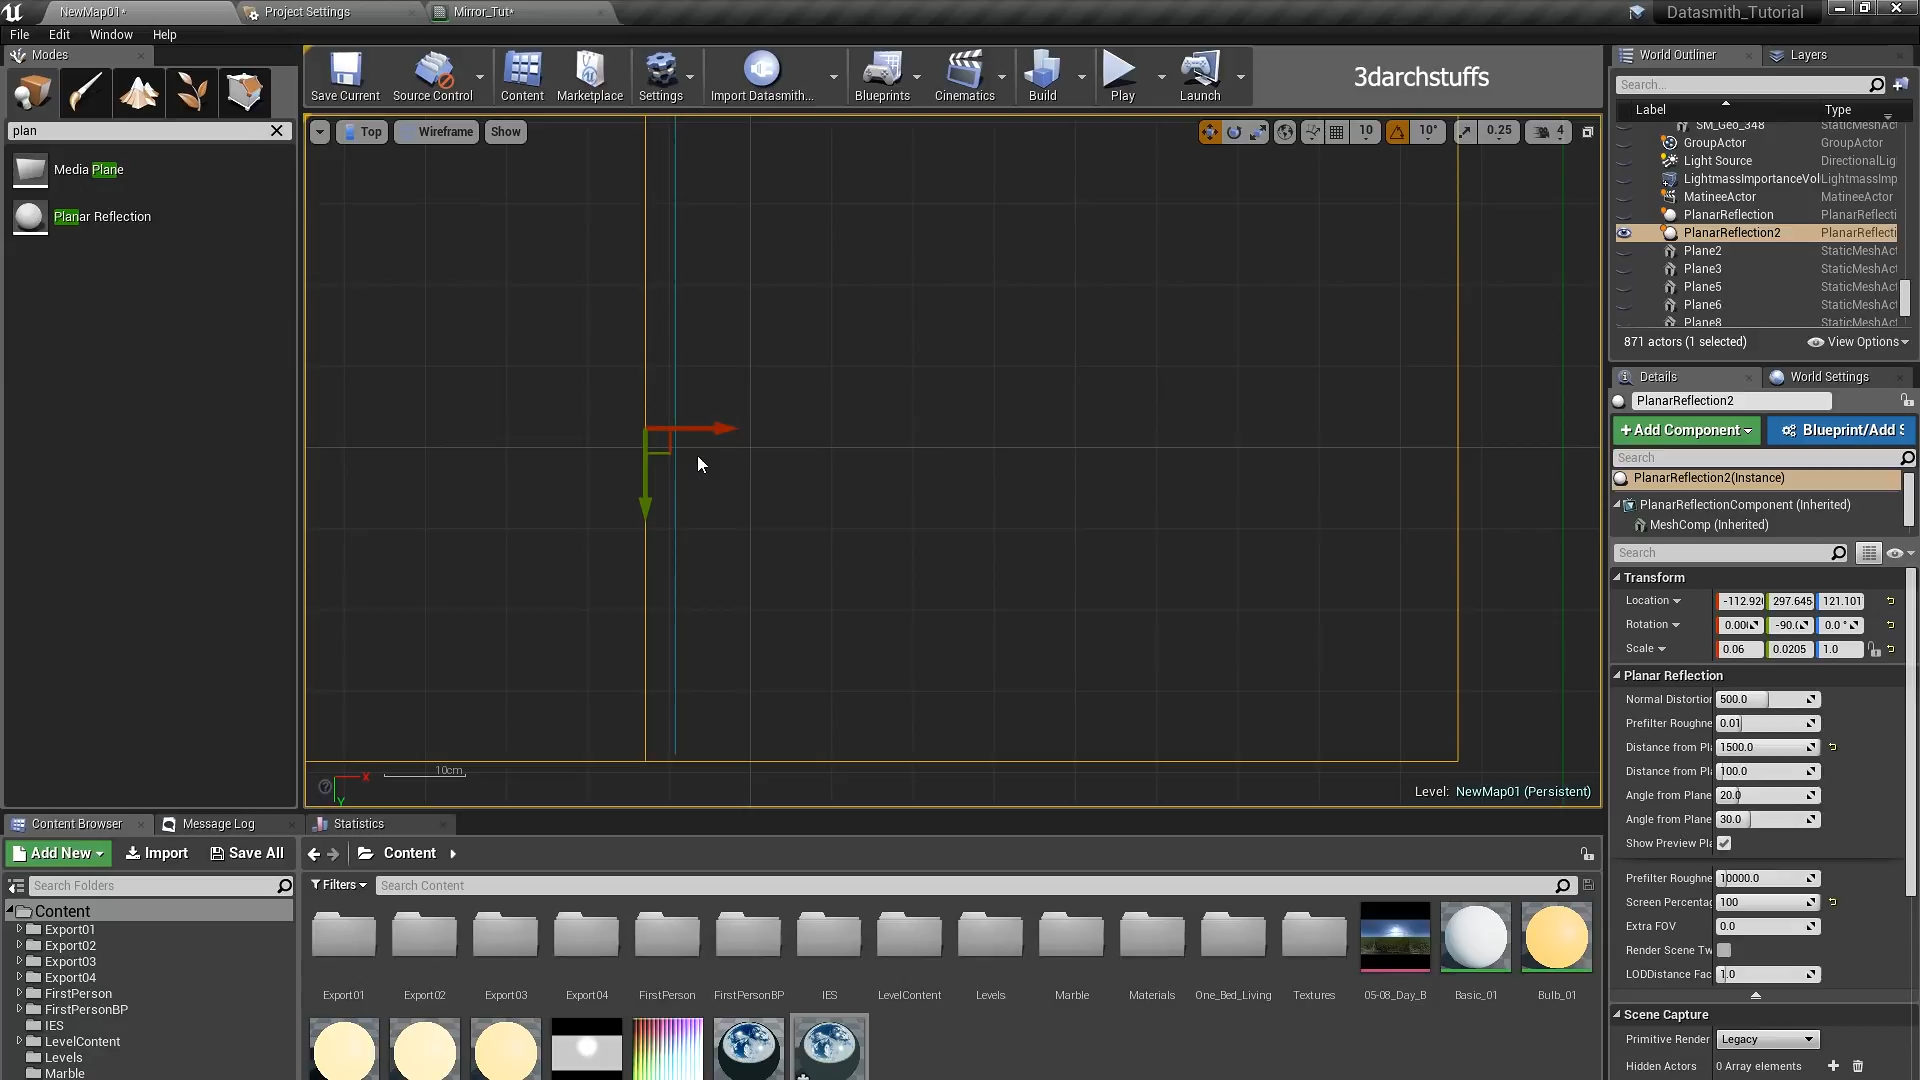 NewMap01*
Project Settings
Mirror_Tut*
Datasmith_Tutorial
File
Edit
Window
Help
Modes
plan
Media Plane
Planar Reflection
Save Current
Source Control
Content
Marketplace
Settings
Import Datasmith...
Blueprints
Cinematics
Build
Play
Launch
3darchstuffs
Top
Wireframe
Show
10
10°
0.25
4
10cm
X
Y
Level: NewMap01 (Persistent)
World Outliner
Layers
Search...
Label
Type
SM_Geo_348
StaticMeshAct
GroupActor
GroupActor
Light Source
DirectionalLig
LightmassImportanceVol
LightmassImp
MatineeActor
MatineeActor
PlanarReflection
PlanarReflecti
PlanarReflection2
PlanarReflecti
Plane2
StaticMeshAct
Plane3
StaticMeshAct
Plane5
StaticMeshAct
Plane6
StaticMeshAct
Plane8
StaticMeshAct
871 actors (1 selected)
View Options
Details
World Settings
PlanarReflection2
+Add Component
Blueprint/Add S
Search
PlanarReflection2(Instance)
PlanarReflectionComponent (Inherited)
MeshComp (Inherited)
Search
Transform
Location
-112.92
297.645
121.101
Rotation
0.00
-90.0
0.0 °
Scale
0.06
0.0205
1.0
Planar Reflection
Normal Distortion
500.0
Prefilter Roughne
0.01
Distance from Pl
1500.0
Distance from Pl
100.0
Angle from Plane
20.0
Angle from Plane
30.0
Show Preview Pla
Prefilter Roughne
10000.0
Screen Percentag
100
Extra FOV
0.0
Render Scene Tw
LODDistance Fac
1.0
Scene Capture
Primitive Render
Legacy
Hidden Actors
0 Array elements
Content Browser
Message Log
Statistics
Add New
Import
Save All
Content
Search Folders
Filters
Search Content
Content
Export01
Export02
Export03
Export04
FirstPerson
FirstPersonBP
IES
LevelContent
Levels
Marble
Export01
Export02
Export03
Export04
FirstPerson
FirstPersonBP
IES
LevelContent
Levels
Marble
Materials
One_Bed_Living
Textures
05-08_Day_B
Basic_01
Bulb_01